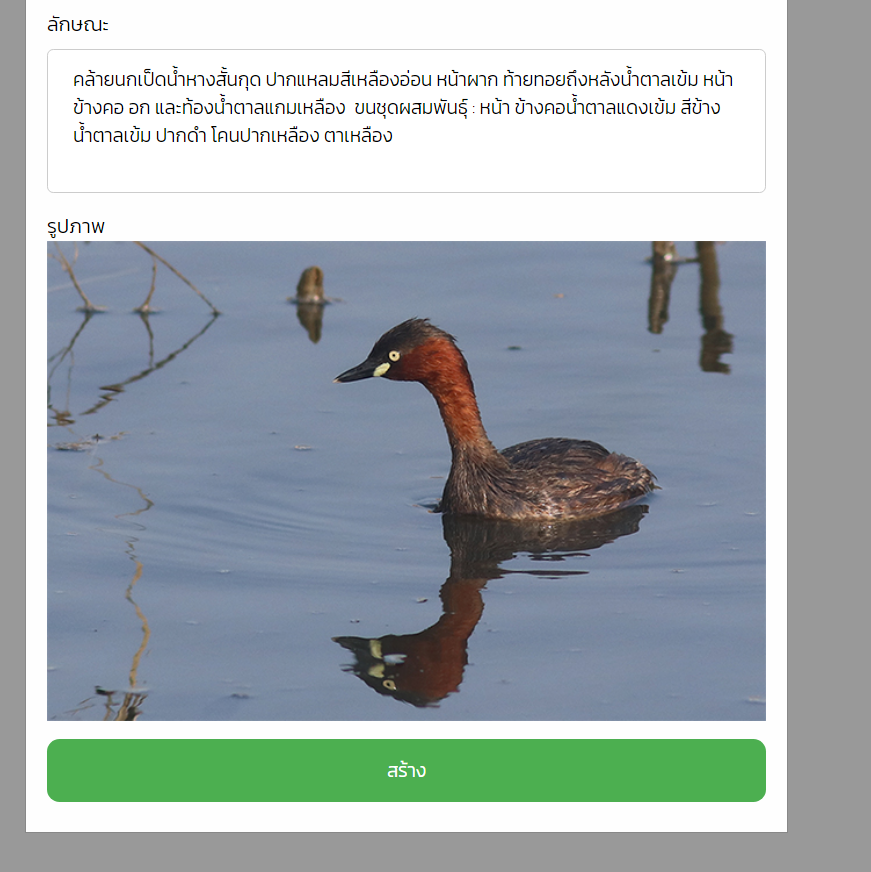 ลักษณะ
คล้ายนกเป็ดน้ำหางสั้นกุด ปากแหลมสีเหลืองอ่อน หน้าผาก ท้ายทอยถึงหลังน้ำตาลเข้ม หน้า
ข้างคอ อก และท้องน้ำตาลแกมเหลือง  ขนชุดผสมพันธุ์ : หน้า ข้างคอน้ำตาลแดงเข้ม สีข้าง
น้ำตาลเข้ม ปากดำ โคนปากเหลือง ตาเหลือง
รูปภาพ
สร้าง